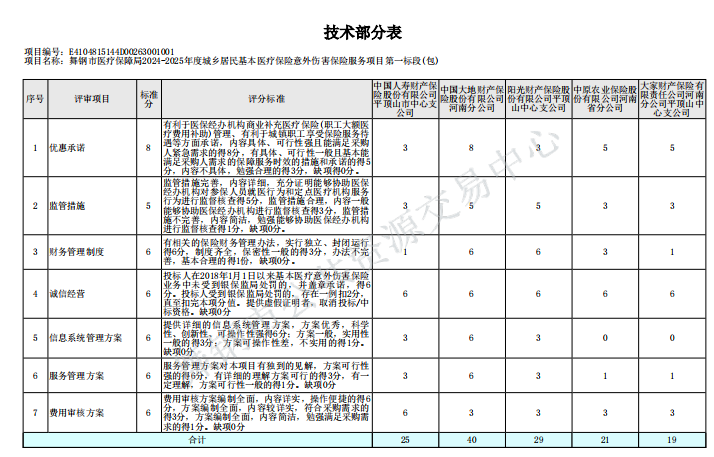 技术部分表
项目编号: E4104815144D00263001001
项目名称: 舞钢市医疗保障局2024-2025年度城乡居民基本医疗保险意外伤害保险服务项目第一标段(包)
序号 评审项目 标准分 评分标准 中国人寿财产保险股份有限公司平顶山市中心支公司 中国大地财产保险股份有限公司河南分公司 阳光财产保险股份有限公司平顶山中心支公司 中原农业保险股份有限公司河南省分公司 大家财产保险有限责任公司河南分公司平顶山中心支公司
1 优惠承诺 8 有利于医保经办机构商业补充医疗保险(职工大额医疗费用补助)管理、有利于城镇职工享受保险服务待遇等方面承诺，内容具体、可行性强且能满足采购人紧急需求的得8分，有具体、可行性一般且基本能满足采购人需求的保障服务时效的措施和承诺的得5分，内容不具体，勉强合理的得3分，缺项得0分。 3 8 3 5 5
2 监管措施 5 监管措施完善，内容详细，充分证明能够协助医保经办机构对参保人员就医行为和定点医疗机构服务行为进行监督核查得5分，监管措施合理，内容一般能够协助医保经办机构进行监督核查得3分，监管措施不完善，内容简洁，勉强能够协助医保经办机构进行监督核查得1分，缺项0分。 3 5 5 3 3
3 财务管理制度 6 有相关的保险财务管理办法，实行独立、封闭运行得6分，制度齐全，保密性一般的得3分，办法不完善，基本合理的得1份，缺项0分。 1 6 6 3 1
4 诚信经营 6 投标人在2018年1月1日以来基本医疗意外伤害保险业务中未受到银保监局处罚的，并盖章承诺，得6分。投标人受到银保监局处罚的，存在一例扣2分，直至扣完本项分值。提供虚假证明者，取消投标/中标资格。缺项0分 6 6 6 6 6
5 信息系统管理方案 6 提供详细的信息系统管理方案，方案优秀，科学性、创新性、可操作性强得6分；方案一般，实用性一般的得3分；方案可操作性差，不实用的得1分。缺项0分 3 6 3 0 0
6 服务管理方案 6 服务管理方案对本项目有独到的见解，方案可行性强的得6分，有详细的理解方案可行的得3分，有一定理解，方案可行性一般的得1分。缺项0分 3 6 3 1 1
7 费用审核方案 6 费用审核方案编制全面，内容详实，操作便捷的得6分，方案编制全面，内容较详实，符合采购需求的得3分，方案编制全面，内容简洁，勉强满足采购需求的得1分。缺项0分 6 3 3 3 3
合计 25 40 29 21 19